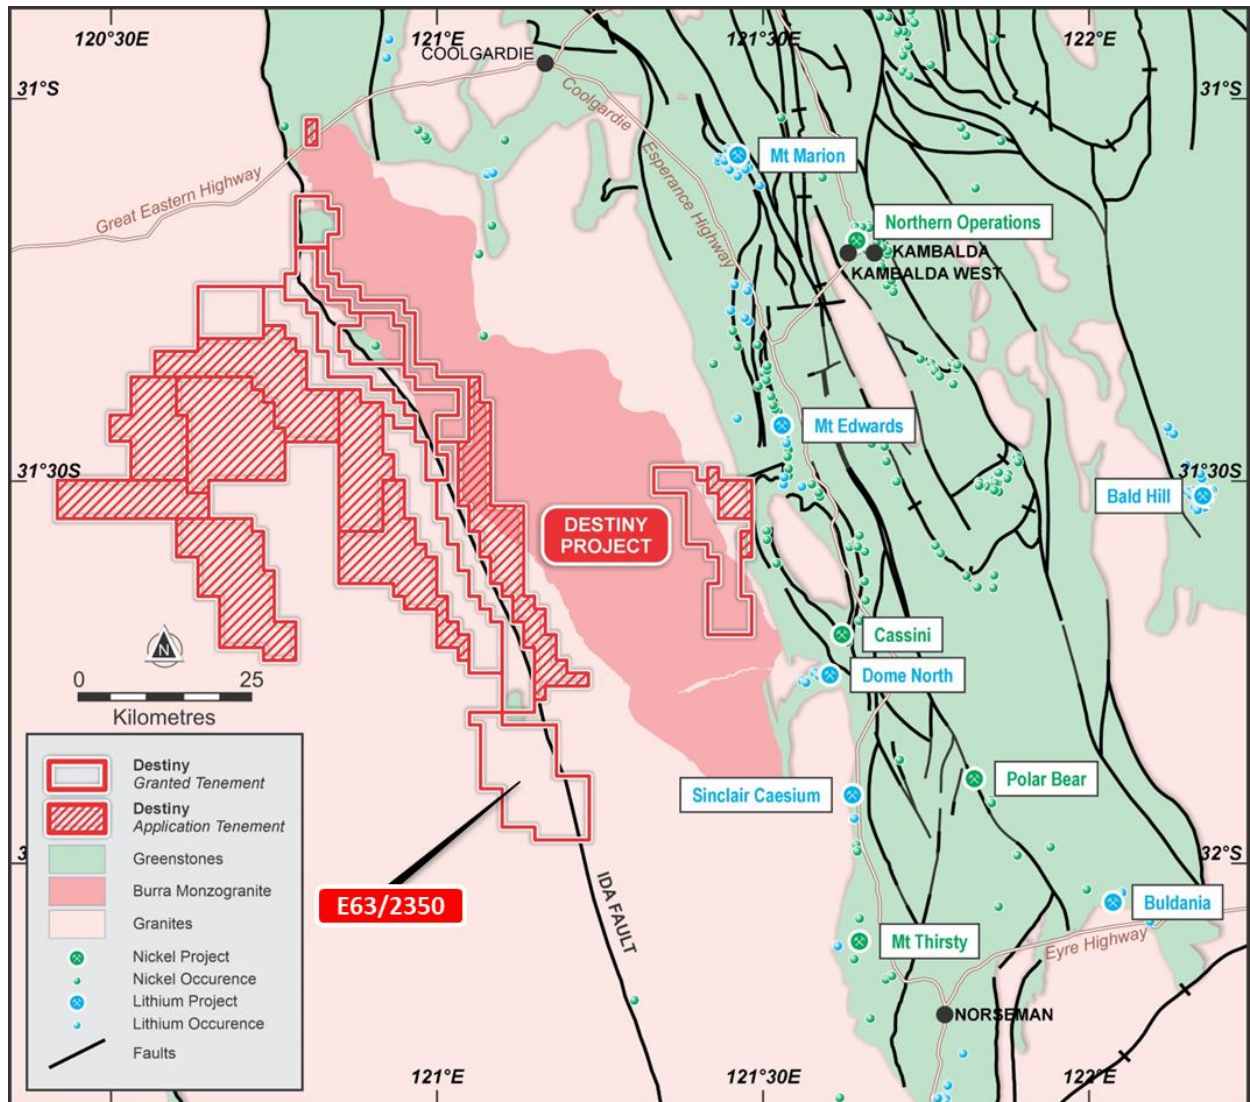 120°30E
121°E
121°30E
122°E
COOLGARDIE
31°S
31°S
Coolgardie
Esperance Highway
Mt Marion
Great Eastern Highway
Northern Operations
KAMBALDA
KAMBALDA WEST
Mt Edwards
31°30S
31°30S
Bald Hill
DESTINY
PROJECT
Cassini
Dome North
N
0
25
Kilometres
Polar Bear
Sinclair Caesium
Destiny
Granted Tenement
Destiny
Application Tenement
Greenstones
Burra Monzogranite
Granites
Nickel Project
Nickel Occurence
Lithium Project
Lithium Occurence
Faults
32°S
E63/2350
IDA FAULT
Buldania
Mt Thirsty
Eyre Highway
NORSEMAN
121°E
121°30E
122°E